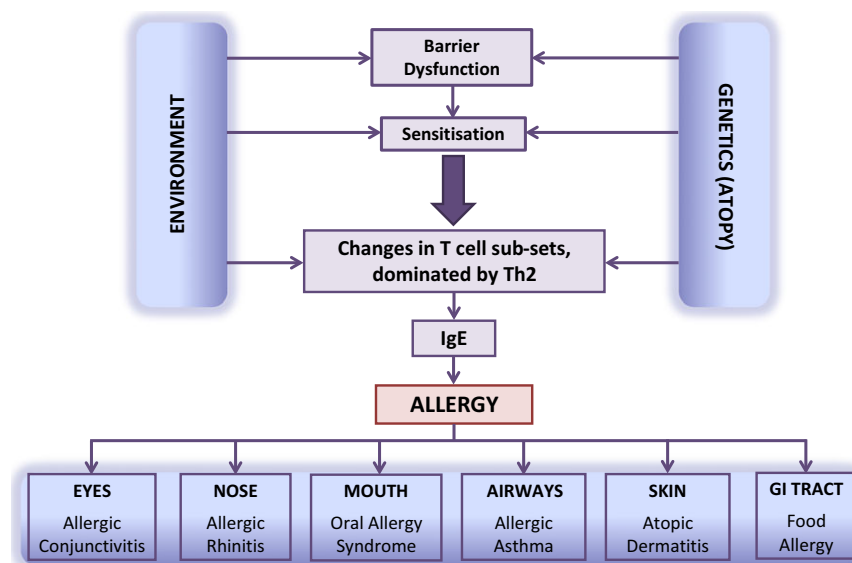 Barrier
Dysfunction
ENVIRONMENT
GENETICS (ATOPY)
Sensitisation
Changes in T cell sub-sets,
dominated by Th2
IgE
ALLERGY
EYES
Allergic
Conjunctivitis
NOSE
Allergic
Rhinitis
MOUTH
Oral Allergy
Syndrome
AIRWAYS
Allergic
Asthma
SKIN
Atopic
Dermatitis
GI TRACT
Food
Allergy